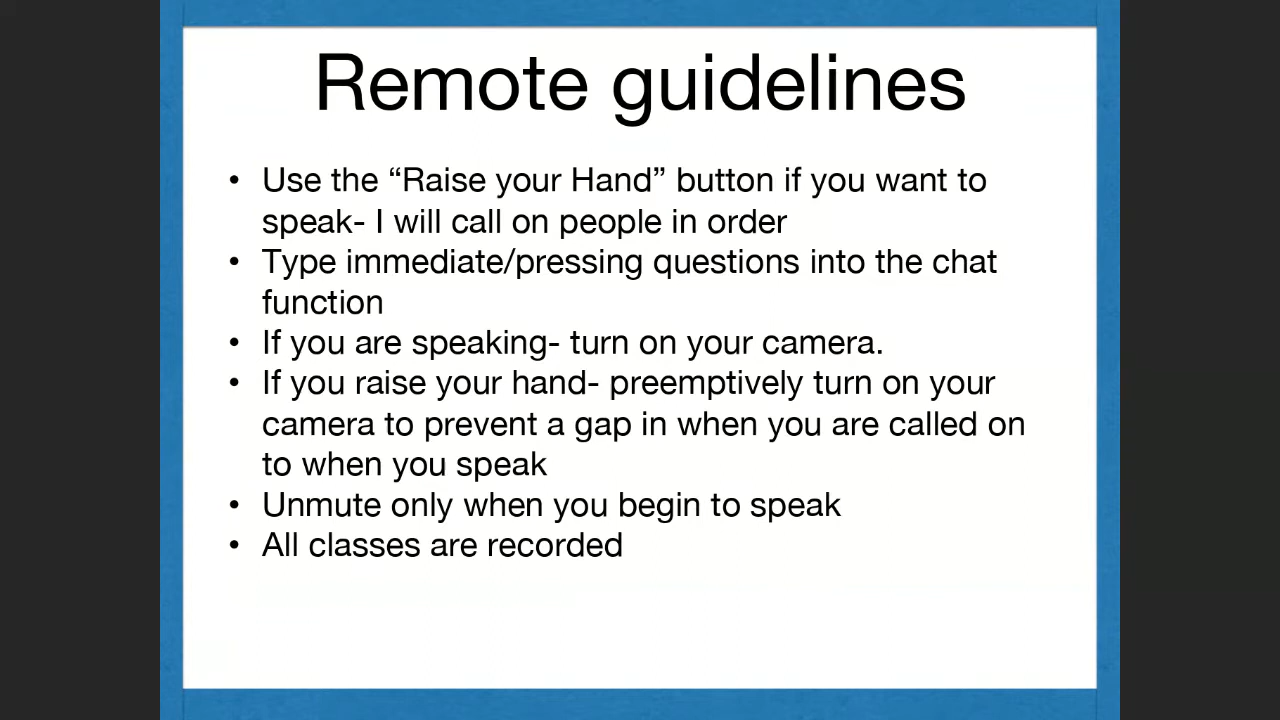 Remote guidelines
• Use the “Raise your Hand” button if you want to
speak- I will call on people in order
• Type immediate/pressing questions into the chat
function
• If you are speaking- turn on your camera.
• If you raise your hand- preemptively turn on your
camera to prevent a gap in when you are called on
to when you speak
• Unmute only when you begin to speak
• All classes are recorded